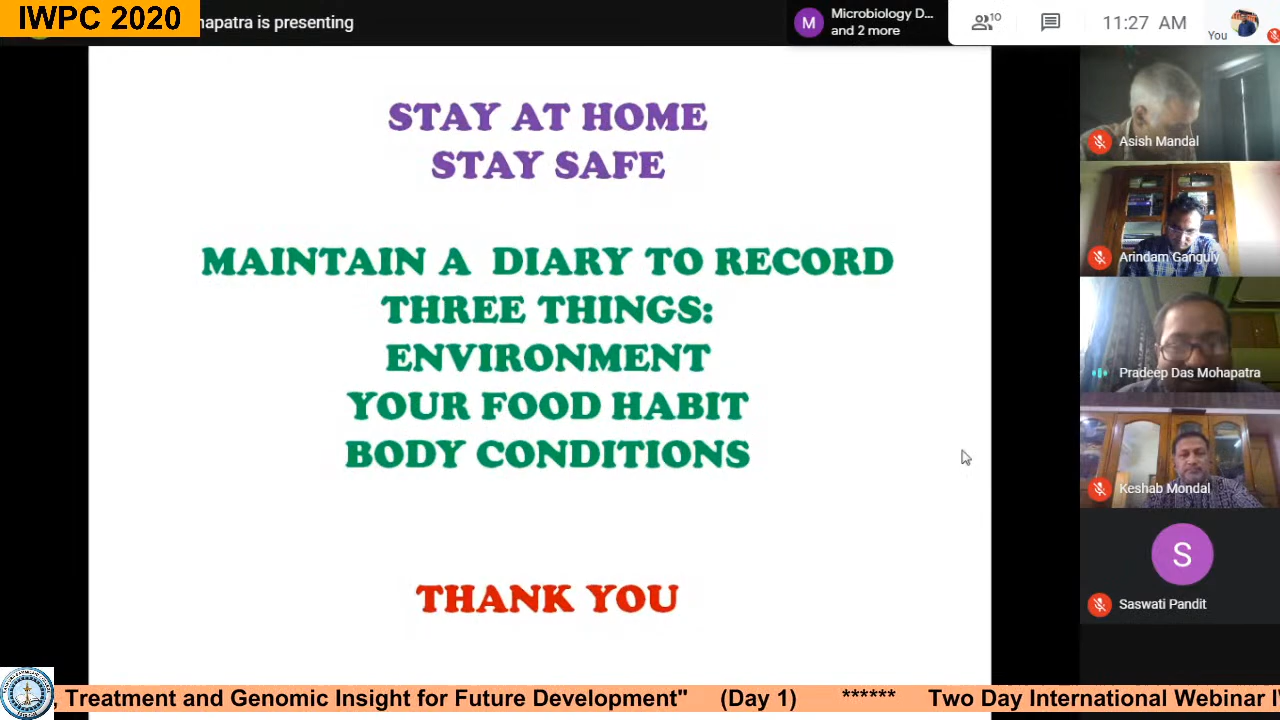 IWPC 2020
hapatra is presenting
M
Microbiology D...
and 2 more
10
11:27 AM
You
STAY AT HOME
STAY SAFE
MAINTAIN A DIARY TO RECORD
THREE THINGS:
ENVIRONMENT
YOUR FOOD HABIT
BODY CONDITIONS
THANK YOU
Asish Mandal
Arindam Ganguly
Pradeep Das Mohapatra
Keshab Mondal
S
Saswati Pandit
, Treatment and Genomic Insight for Future Development" (Day 1) ****** Two Day International Webinar